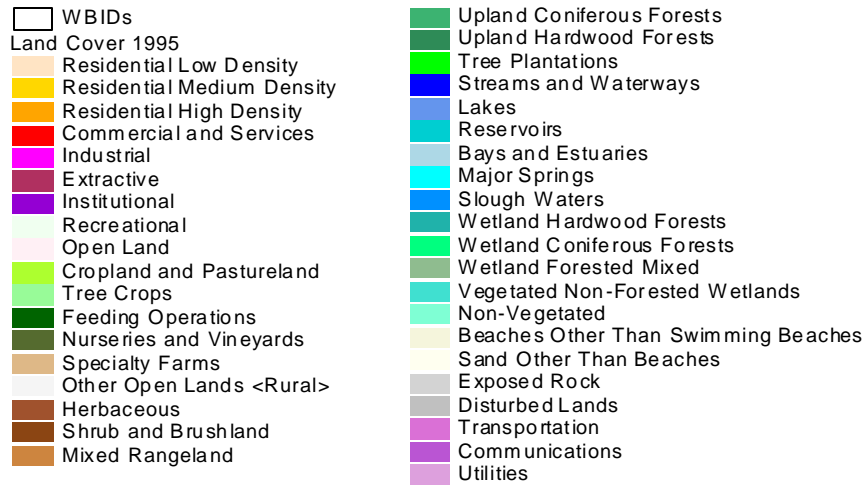 WBIDs
Land Cover 1995
Residential Low Density
Residential Medium Density
Residential High Density
Commercial and Services
Industrial
Extractive
Institutional
Recreational
Open Land
Cropland and Pastureland
Tree Crops
Feeding Operations
Nurseries and Vineyards
Specialty Farms
Other Open Lands <Rural>
Herbaceous
Shrub and Brushland
Mixed Rangeland
Upland Coniferous Forests
Upland Hardwood Forests
Tree Plantations
Streams and Waterways
Lakes
Reservoirs
Bays and Estuaries
Major Springs
Slough Waters
Wetland Hardwood Forests
Wetland Coniferous Forests
Wetland Forested Mixed
Vegetated Non-Forested Wetlands
Non-Vegetated
Beaches Other Than Swimming Beaches
Sand Other Than Beaches
Exposed Rock
Disturbed Lands
Transportation
Communications
Utilities